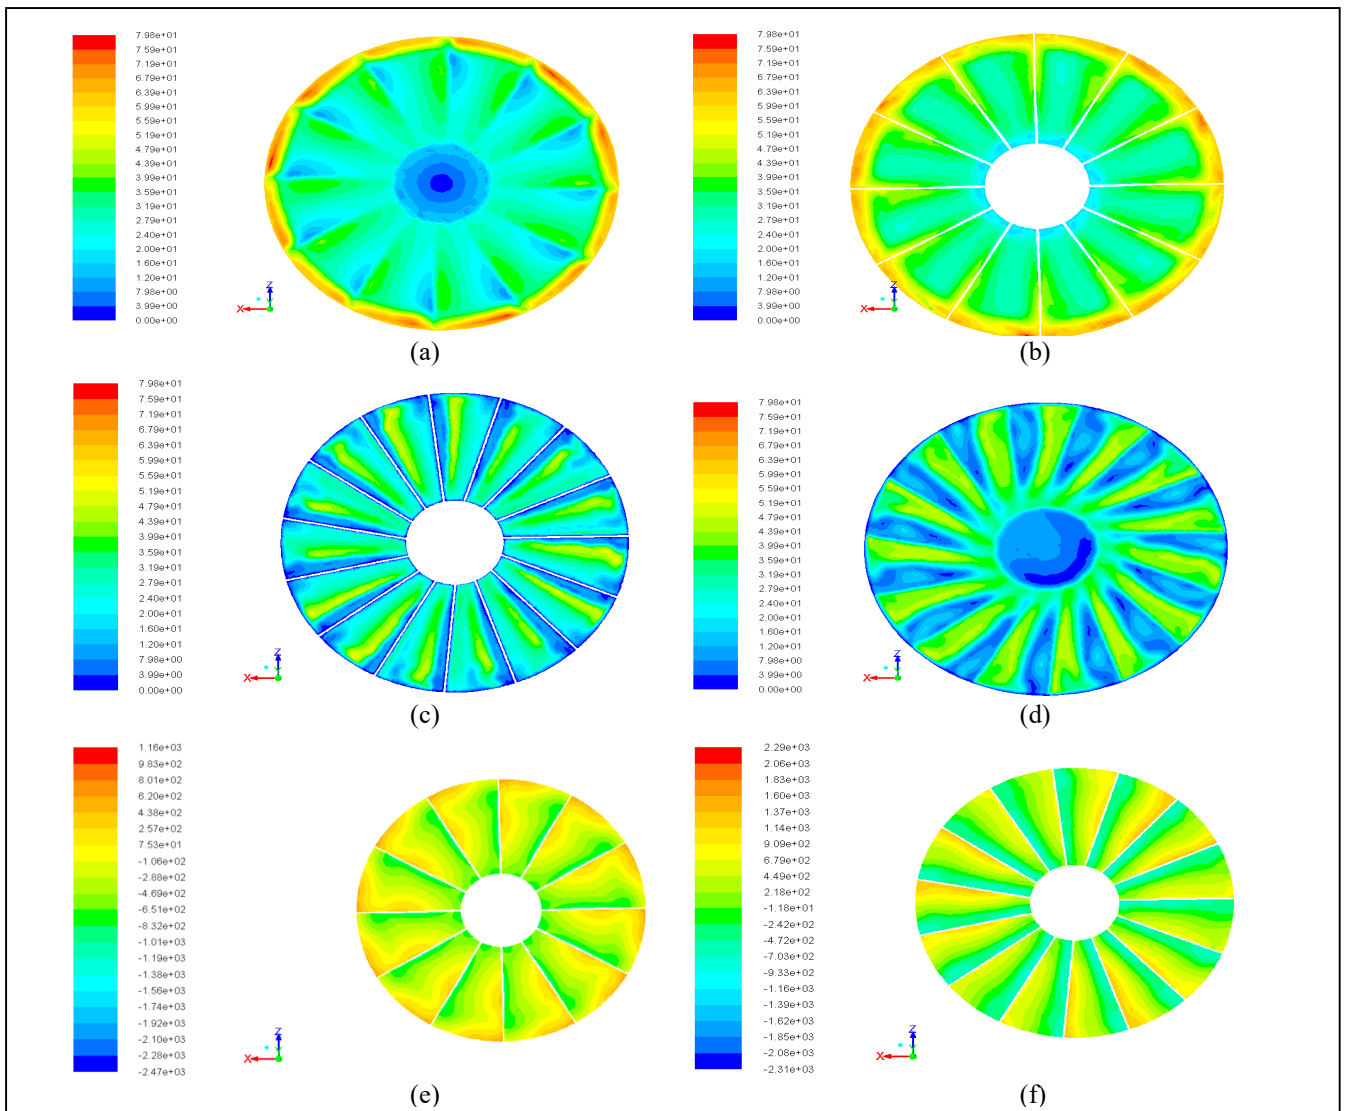 7.98e+01
7.59e+01
7.19e+01
6.79e+01
6.39e+01
5.99e+01
5.59e+01
5.19e+01
4.79e+01
4.39e+01
3.99e+01
3.59e+01
3.19e+01
2.79e+01
2.40e+01
2.00e+01
1.60e+01
1.20e+01
7.98e+00
3.99e+00
0.00e+00
Z
Y
X
(a)
7.98e+01
7.59e+01
7.19e+01
6.79e+01
6.39e+01
5.99e+01
5.59e+01
5.19e+01
4.79e+01
4.39e+01
3.99e+01
3.59e+01
3.19e+01
2.79e+01
2.40e+01
2.00e+01
1.60e+01
1.20e+01
7.98e+00
3.99e+00
0.00e+00
Z
Y
X
(b)
7.98e+01
7.59e+01
7.19e+01
6.79e+01
6.39e+01
5.99e+01
5.59e+01
5.19e+01
4.79e+01
4.39e+01
3.99e+01
3.59e+01
3.19e+01
2.79e+01
2.40e+01
2.00e+01
1.60e+01
1.20e+01
7.98e+00
3.99e+00
0.00e+00
Z
Y
X
(c)
7.98e+01
7.59e+01
7.19e+01
6.79e+01
6.39e+01
5.99e+01
5.59e+01
5.19e+01
4.79e+01
4.39e+01
3.99e+01
3.59e+01
3.19e+01
2.79e+01
2.40e+01
2.00e+01
1.60e+01
1.20e+01
7.98e+00
3.99e+00
0.00e+00
Z
Y
X
(d)
1.16e+03
9.83e+02
8.01e+02
6.20e+02
4.38e+02
2.57e+02
7.53e+01
-1.06e+02
-2.88e+02
-4.69e+02
-6.51e+02
-8.32e+02
-1.01e+03
-1.19e+03
-1.38e+03
-1.56e+03
-1.74e+03
-1.92e+03
-2.10e+03
-2.28e+03
-2.47e+03
Z
Y
X
(e)
2.29e+03
2.06e+03
1.83e+03
1.60e+03
1.37e+03
1.14e+03
9.09e+02
6.79e+02
4.49e+02
2.18e+02
-1.18e+01
-2.42e+02
-4.72e+02
-7.03e+02
-9.33e+02
-1.16e+03
-1.39e+03
-1.62e+03
-1.85e+03
-2.08e+03
-2.31e+03
Z
Y
X
(f)